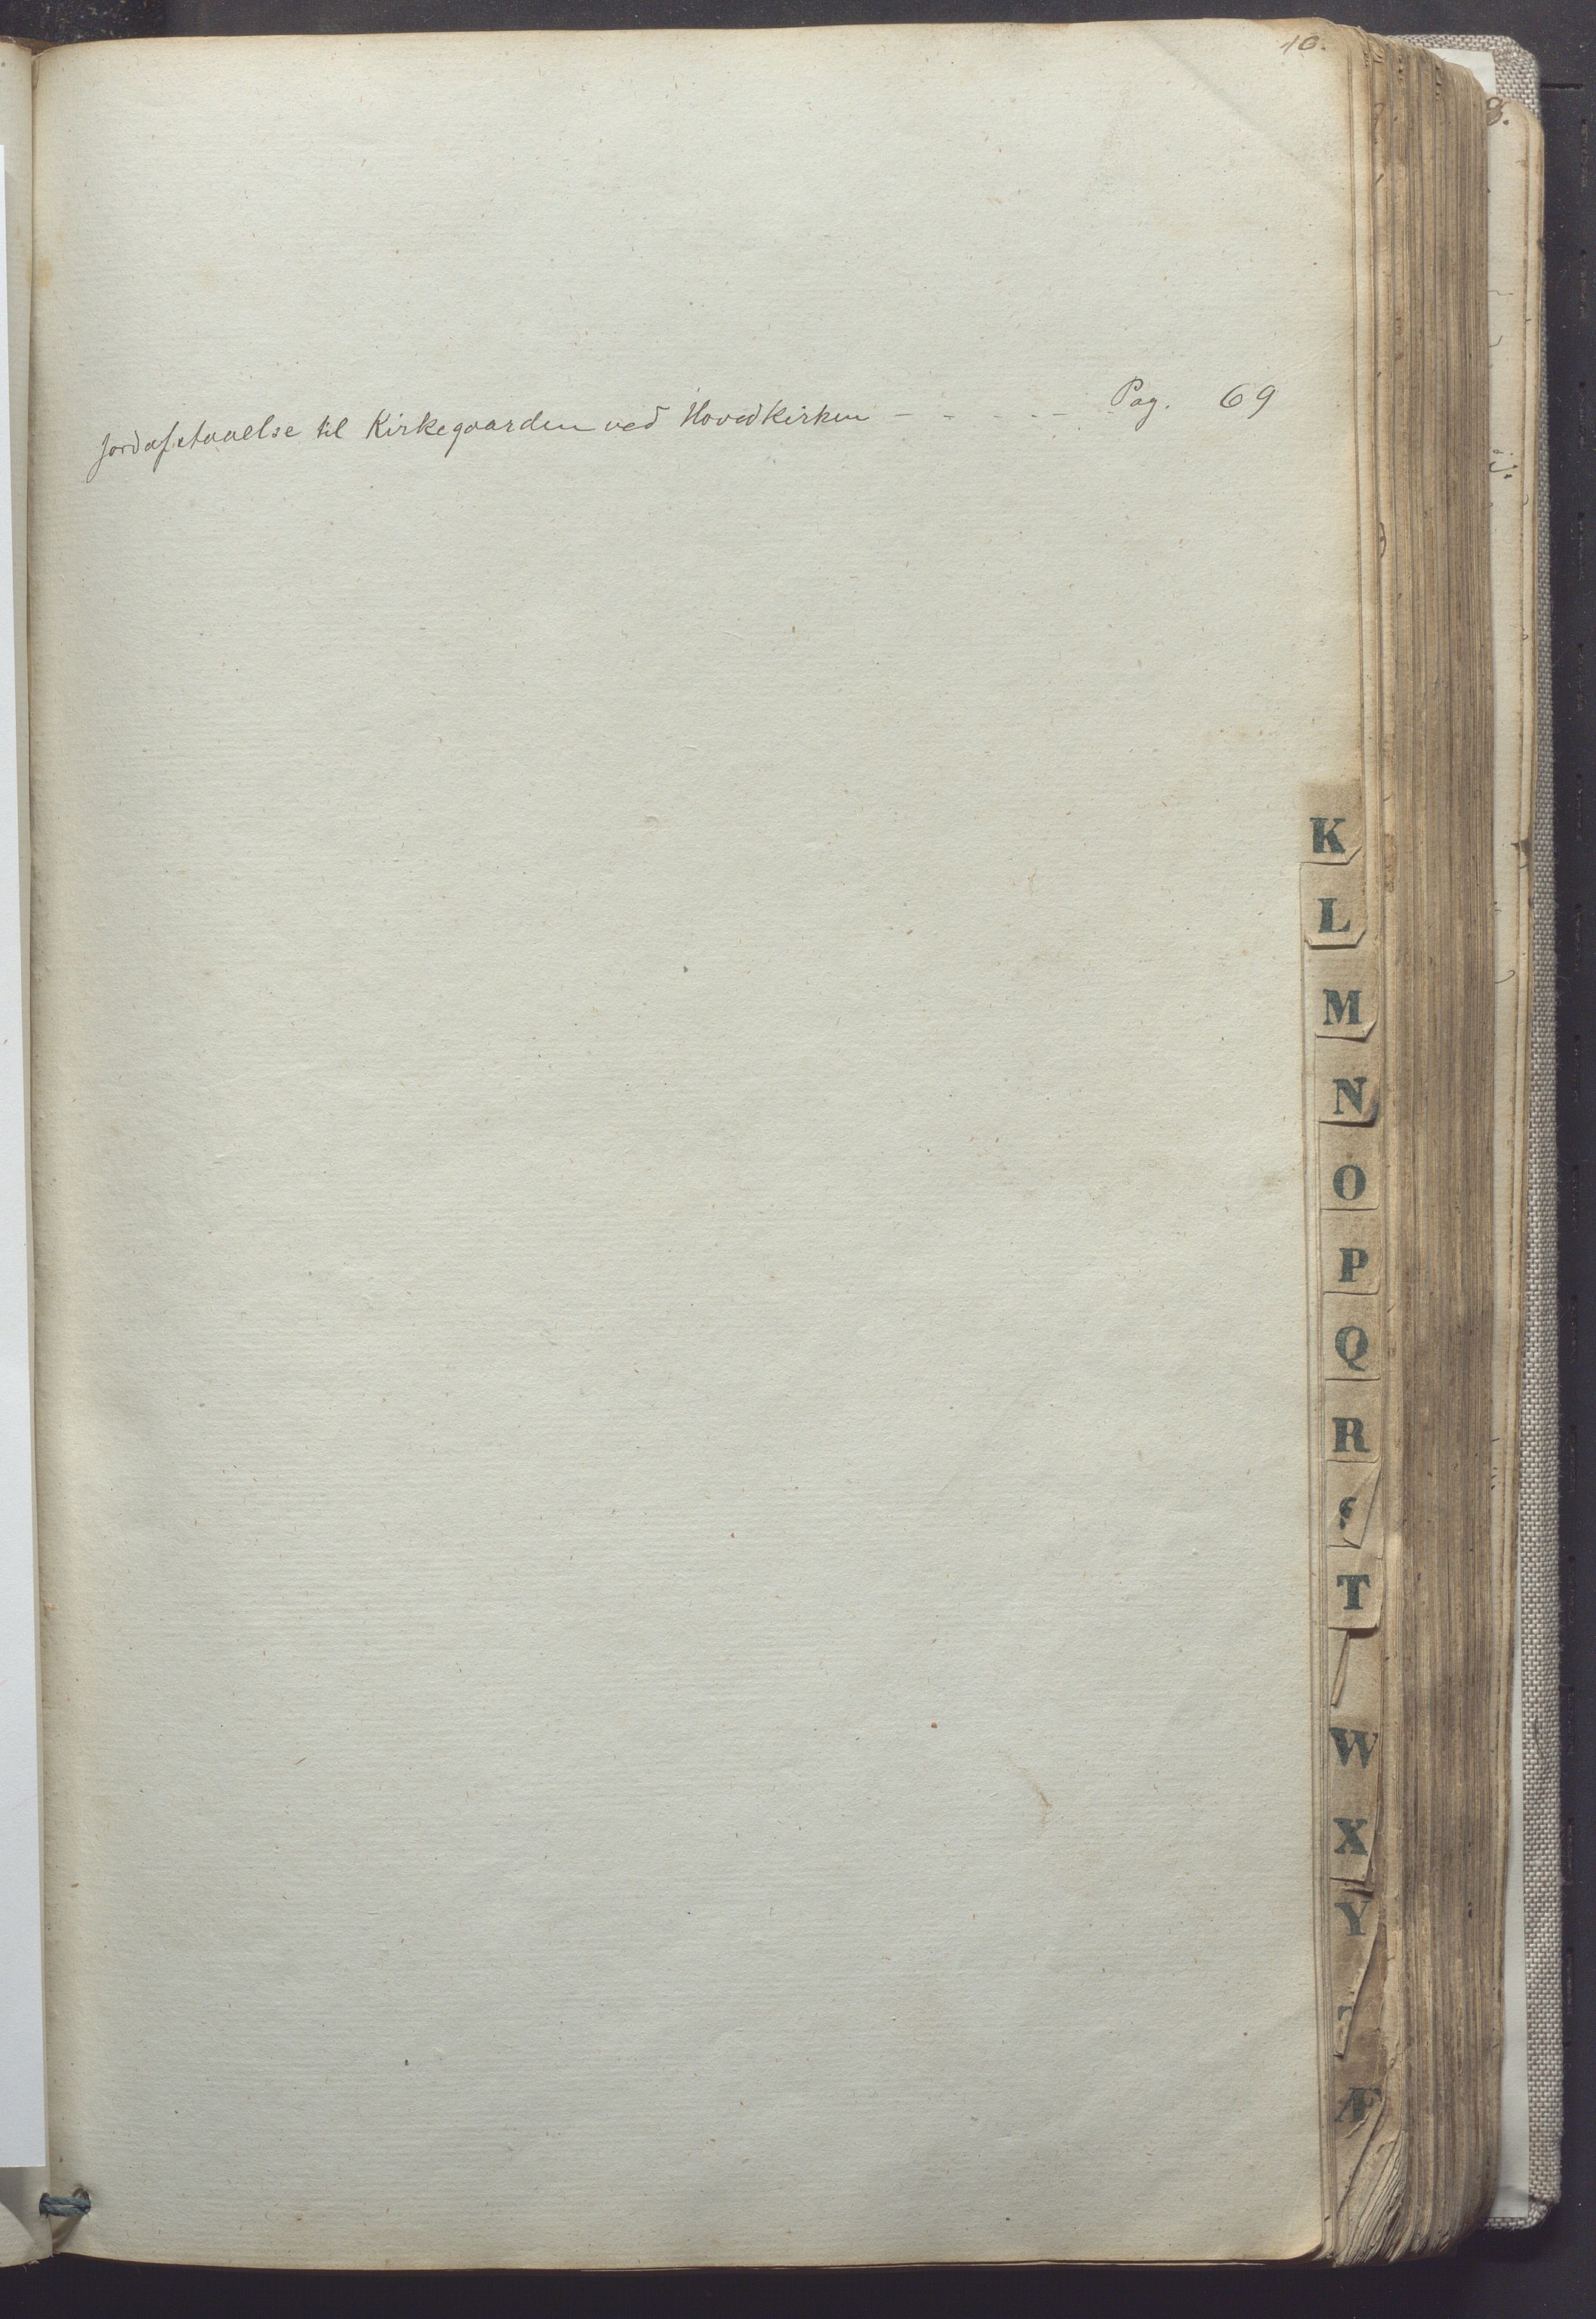 10.
Jordafstaaelse til Kirkegaarden ved Hovedkirken - - - - - - Pag. 69
K
L
M
N
O
P
Q
R
S
T
W
X
Y
Æ